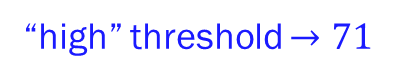 “high” threshold → 71